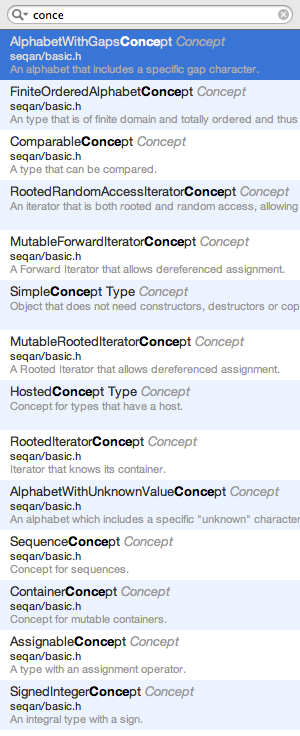 conce
AlphabetWithGapsConcept Concept
seqan/basic.h
An alphabet that includes a specific gap character.
FiniteOrderedAlphabetConcept Concept
seqan/basic.h
An type that is of finite domain and totally ordered and thus
ComparableConcept Concept
seqan/basic.h
A type that can be compared.
RootedRandomAccessIteratorConcept Concept
seqan/basic.h
An iterator that is both rooted and random access, allowing
MutableForwardIteratorConcept Concept
seqan/basic.h
A Forward Iterator that allows dereferenced assignment.
SimpleConcept Type Concept
Object that does not need constructors, destructors or cop
MutableRootedIteratorConcept Concept
seqan/basic.h
A Rooted Iterator that allows dereferenced assignment.
HostedConcept Type Concept
Concept for types that have a host.
RootedIteratorConcept Concept
seqan/basic.h
Iterator that knows its container.
AlphabetWithUnknownValueConcept Concept
seqan/basic.h
An alphabet which includes a specific "unknown" character
SequenceConcept Concept
seqan/basic.h
Concept for sequences.
ContainerConcept Concept
seqan/basic.h
Concept for mutable containers.
AssignableConcept Concept
seqan/basic.h
A type with an assignment operator.
SignedIntegerConcept Concept
seqan/basic.h
An integral type with a sign.